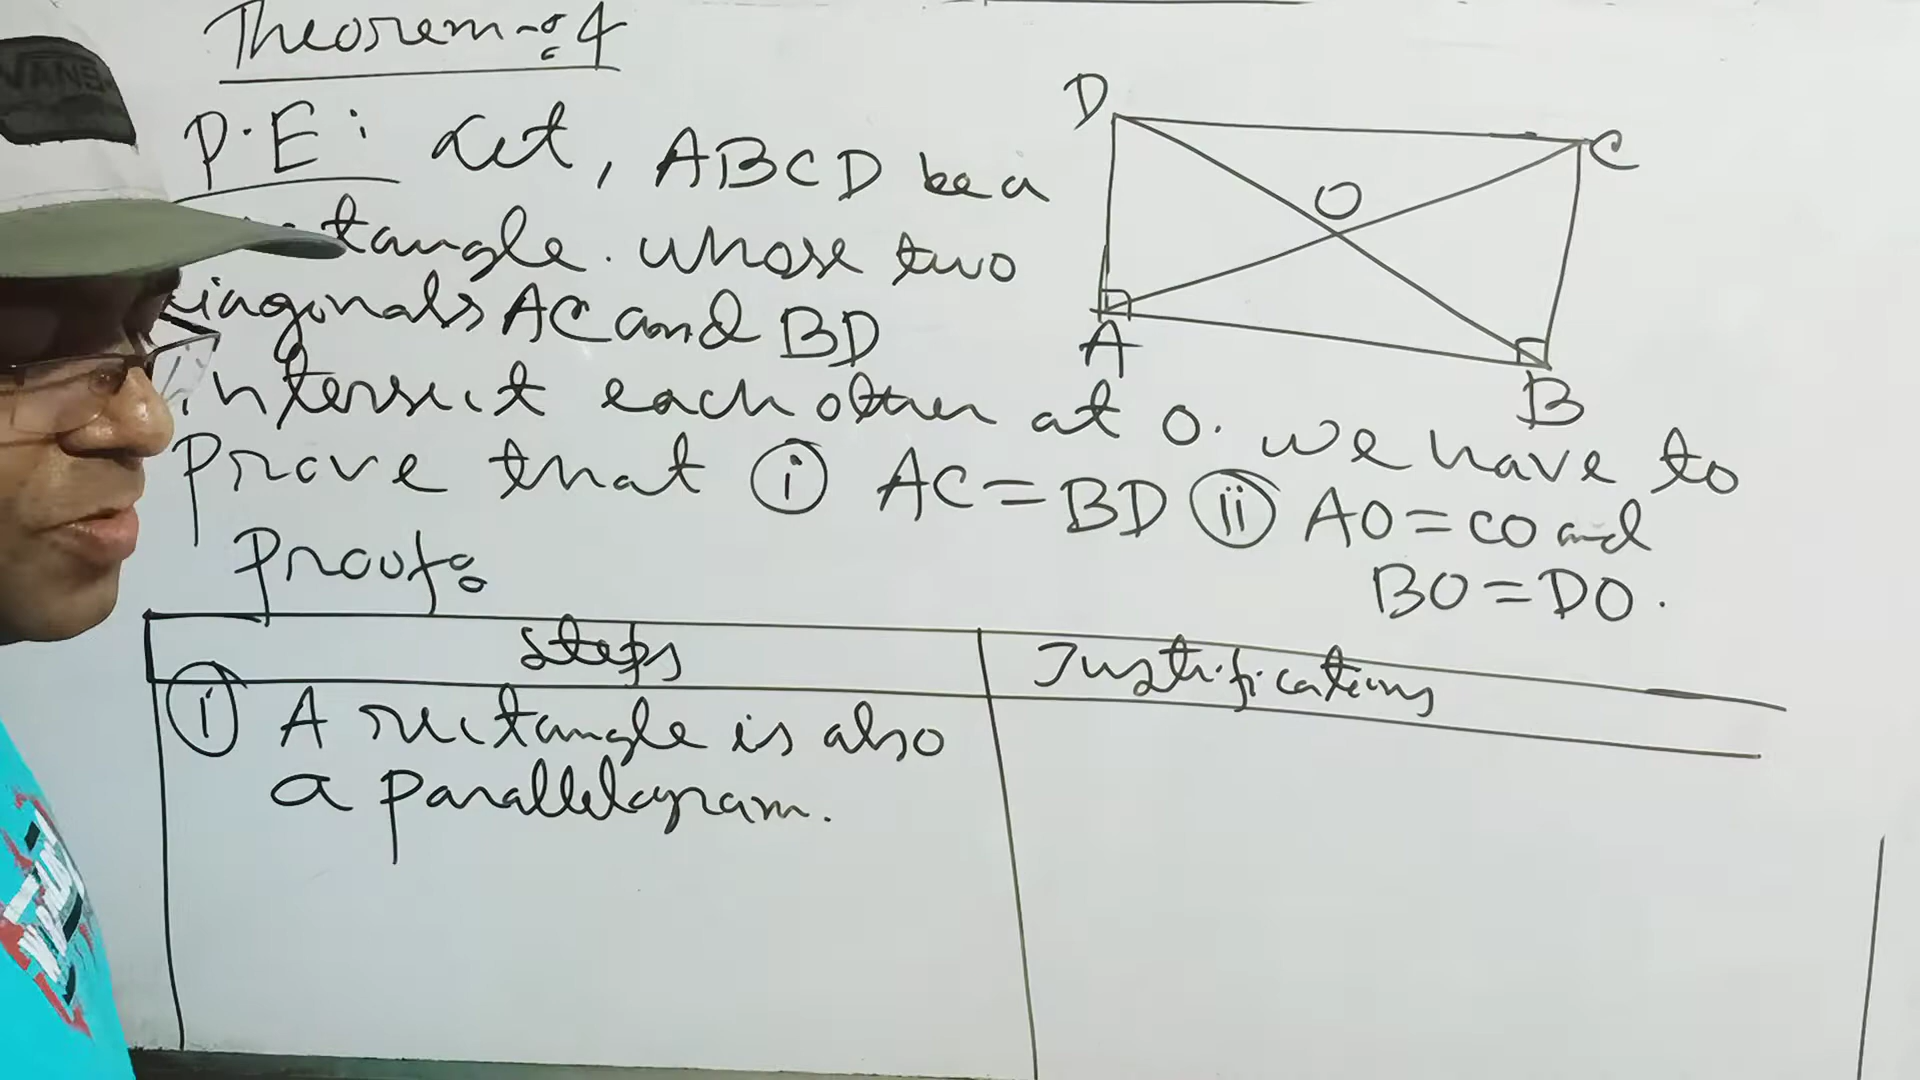 Theorem-:4
P.E: Let, ABCD be a
tangle. whose two
iagonals AC and BD
intersect each other at O. we have to
Prove that (i) AC=BD (ii) AO=CO and
BO=DO.
Proof:
Steps Justifications
(i) A rectangle is also
a parallelogram.
D
C
O
A
B
VANS